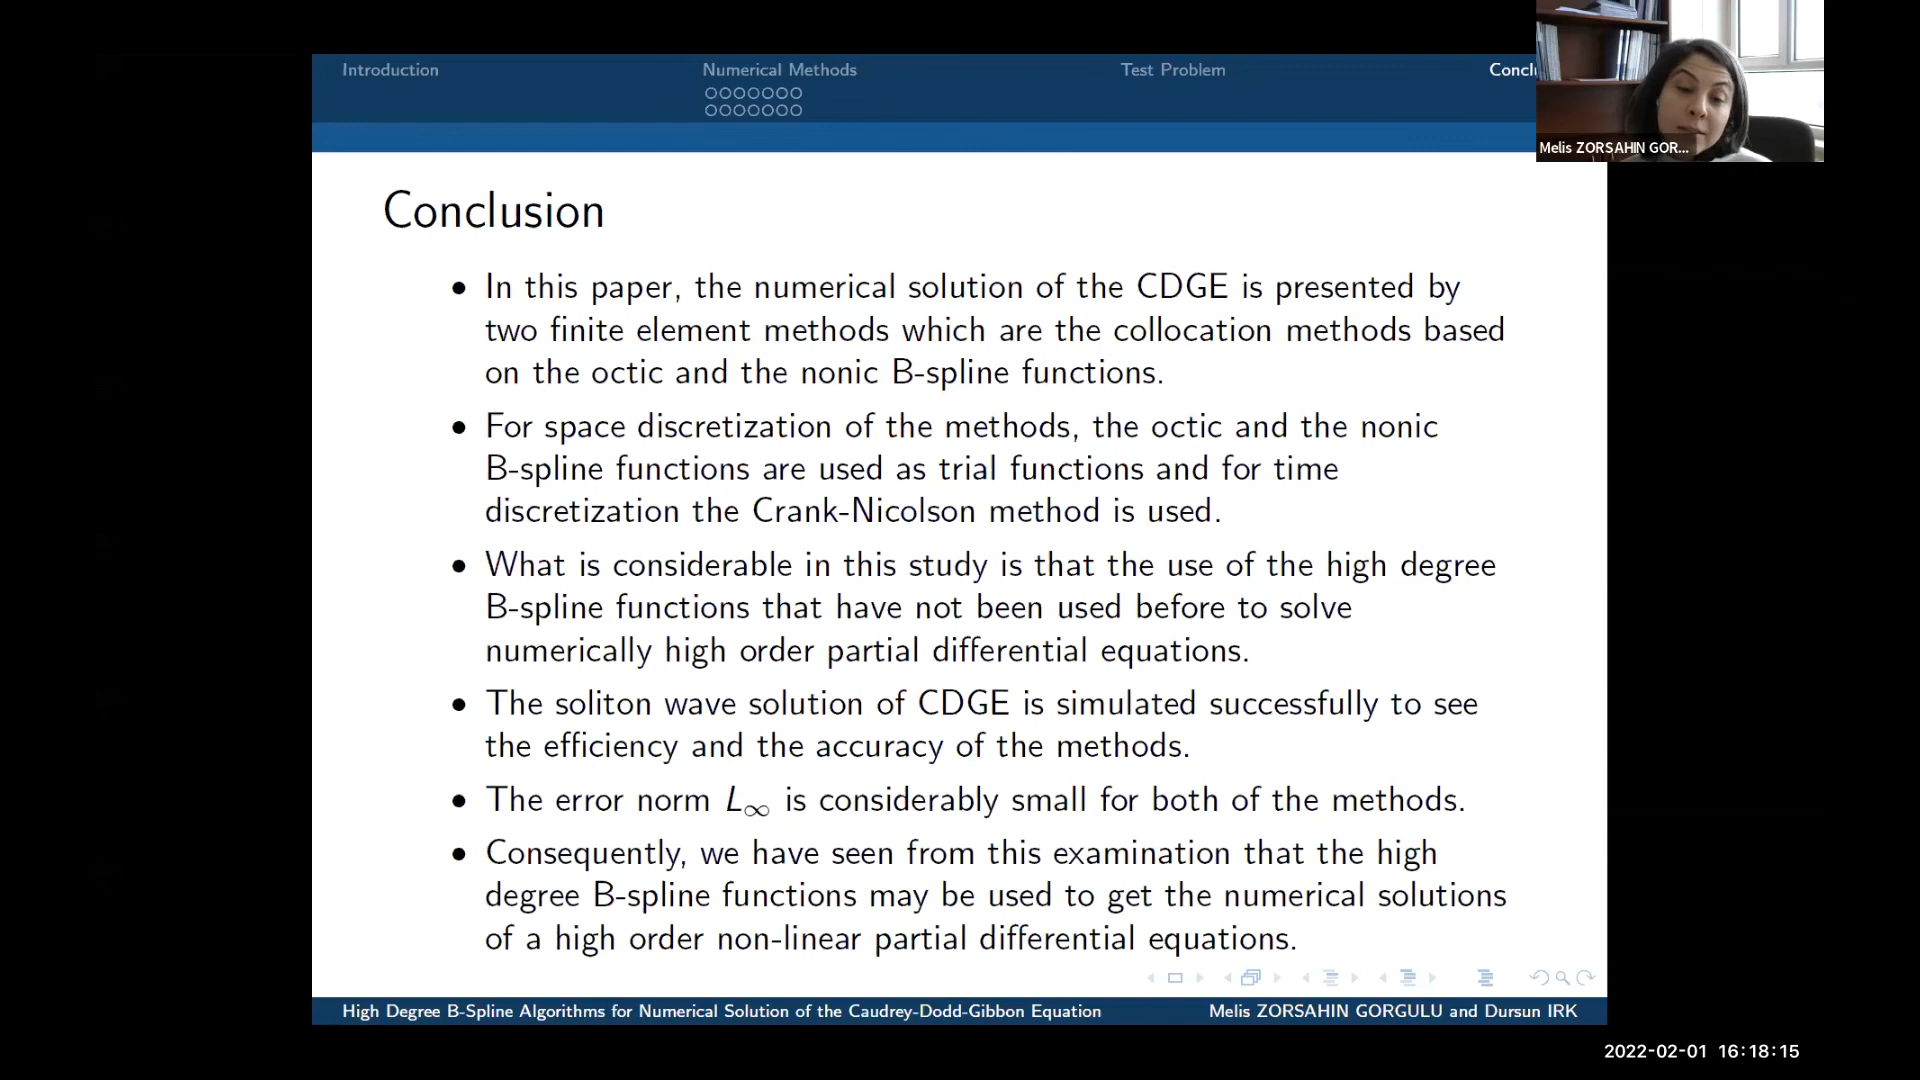 Introduction
Numerical Methods
Test Problem
Melis ZORSAHIN GOR...
Conclusion
• In this paper, the numerical solution of the CDGE is presented by
two finite element methods which are the collocation methods based
on the octic and the nonic B-spline functions.
• For space discretization of the methods, the octic and the nonic
B-spline functions are used as trial functions and for time
discretization the Crank-Nicolson method is used.
• What is considerable in this study is that the use of the high degree
B-spline functions that have not been used before to solve
numerically high order partial differential equations.
• The soliton wave solution of CDGE is simulated successfully to see
the efficiency and the accuracy of the methods.
• The error norm L∞ is considerably small for both of the methods.
• Consequently, we have seen from this examination that the high
degree B-spline functions may be used to get the numerical solutions
of a high order non-linear partial differential equations.
High Degree B-Spline Algorithms for Numerical Solution of the Caudrey-Dodd-Gibbon Equation
Melis ZORSAHIN GORGULU and Dursun IRK
2022-02-01 16:18:15